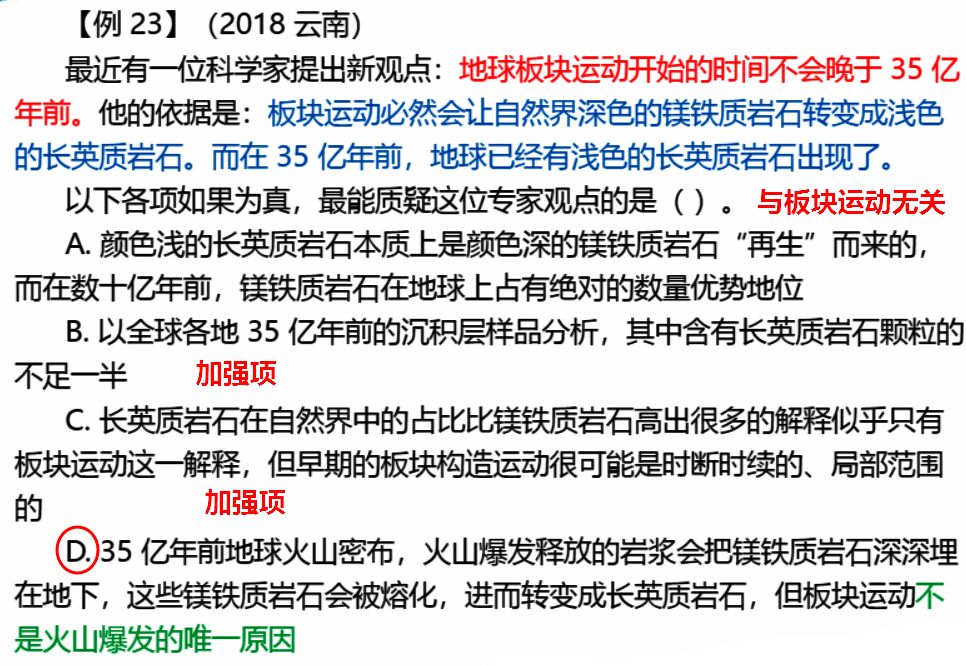 【例 23】（2018 云南）
最近有一位科学家提出新观点：地球板块运动开始的时间不会晚于 35 亿
年前。他的依据是：板块运动必然会让自然界深色的镁铁质岩石转变成浅色
的长英质岩石。而在 35 亿年前，地球已经有浅色的长英质岩石出现了。
以下各项如果为真，最能质疑这位专家观点的是（ ）。 与板块运动无关
A. 颜色浅的长英质岩石本质上是颜色深的镁铁质岩石“再生”而来的，
而在数十亿年前，镁铁质岩石在地球上占有绝对的数量优势地位
B. 以全球各地 35 亿年前的沉积层样品分析，其中含有长英质岩石颗粒的
不足一半 加强项
C. 长英质岩石在自然界中的占比比镁铁质岩石高出很多的解释似乎只有
板块运动这一解释，但早期的板块构造运动很可能是时断时续的、局部范围
的 加强项
D. 35 亿年前地球火山密布，火山爆发释放的岩浆会把镁铁质岩石深深埋
在地下，这些镁铁质岩石会被熔化，进而转变成长英质岩石，但板块运动不
是火山爆发的唯一原因